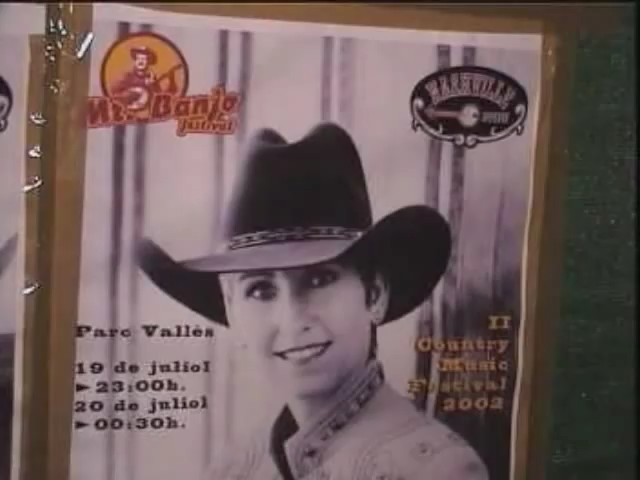 Mr. Banjo
festival
NASHVILLE
Parc Vallès
19 de juliol
►23:00h.
20 de juliol
►00:30h.
II
Country
Music
Festival
2002